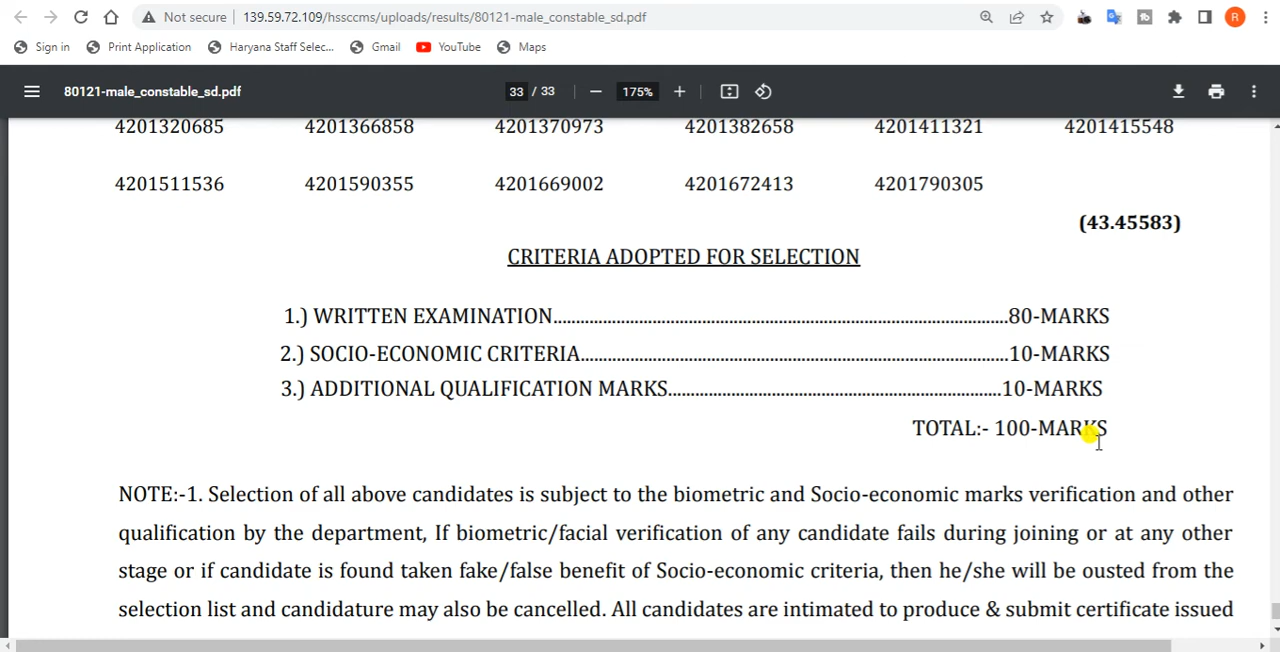 Not secure | 139.59.72.109/hssccms/uploads/results/80121-male_constable_sd.pdf
R
Sign in Print Application Haryana Staff Selec... Gmail YouTube Maps
80121-male_constable_sd.pdf 33 / 33 175%
4201320685 4201366858 4201370973 4201382658 4201411321 4201415548
4201511536 4201590355 4201669002 4201672413 4201790305
(43.45583)
CRITERIA ADOPTED FOR SELECTION
1.) WRITTEN EXAMINATION....................................................................................................80-MARKS
2.) SOCIO-ECONOMIC CRITERIA..............................................................................................10-MARKS
3.) ADDITIONAL QUALIFICATION MARKS.........................................................................10-MARKS
TOTAL:- 100-MARKS
NOTE:-1. Selection of all above candidates is subject to the biometric and Socio-economic marks verification and other
qualification by the department, If biometric/facial verification of any candidate fails during joining or at any other
stage or if candidate is found taken fake/false benefit of Socio-economic criteria, then he/she will be ousted from the
selection list and candidature may also be cancelled. All candidates are intimated to produce & submit certificate issued